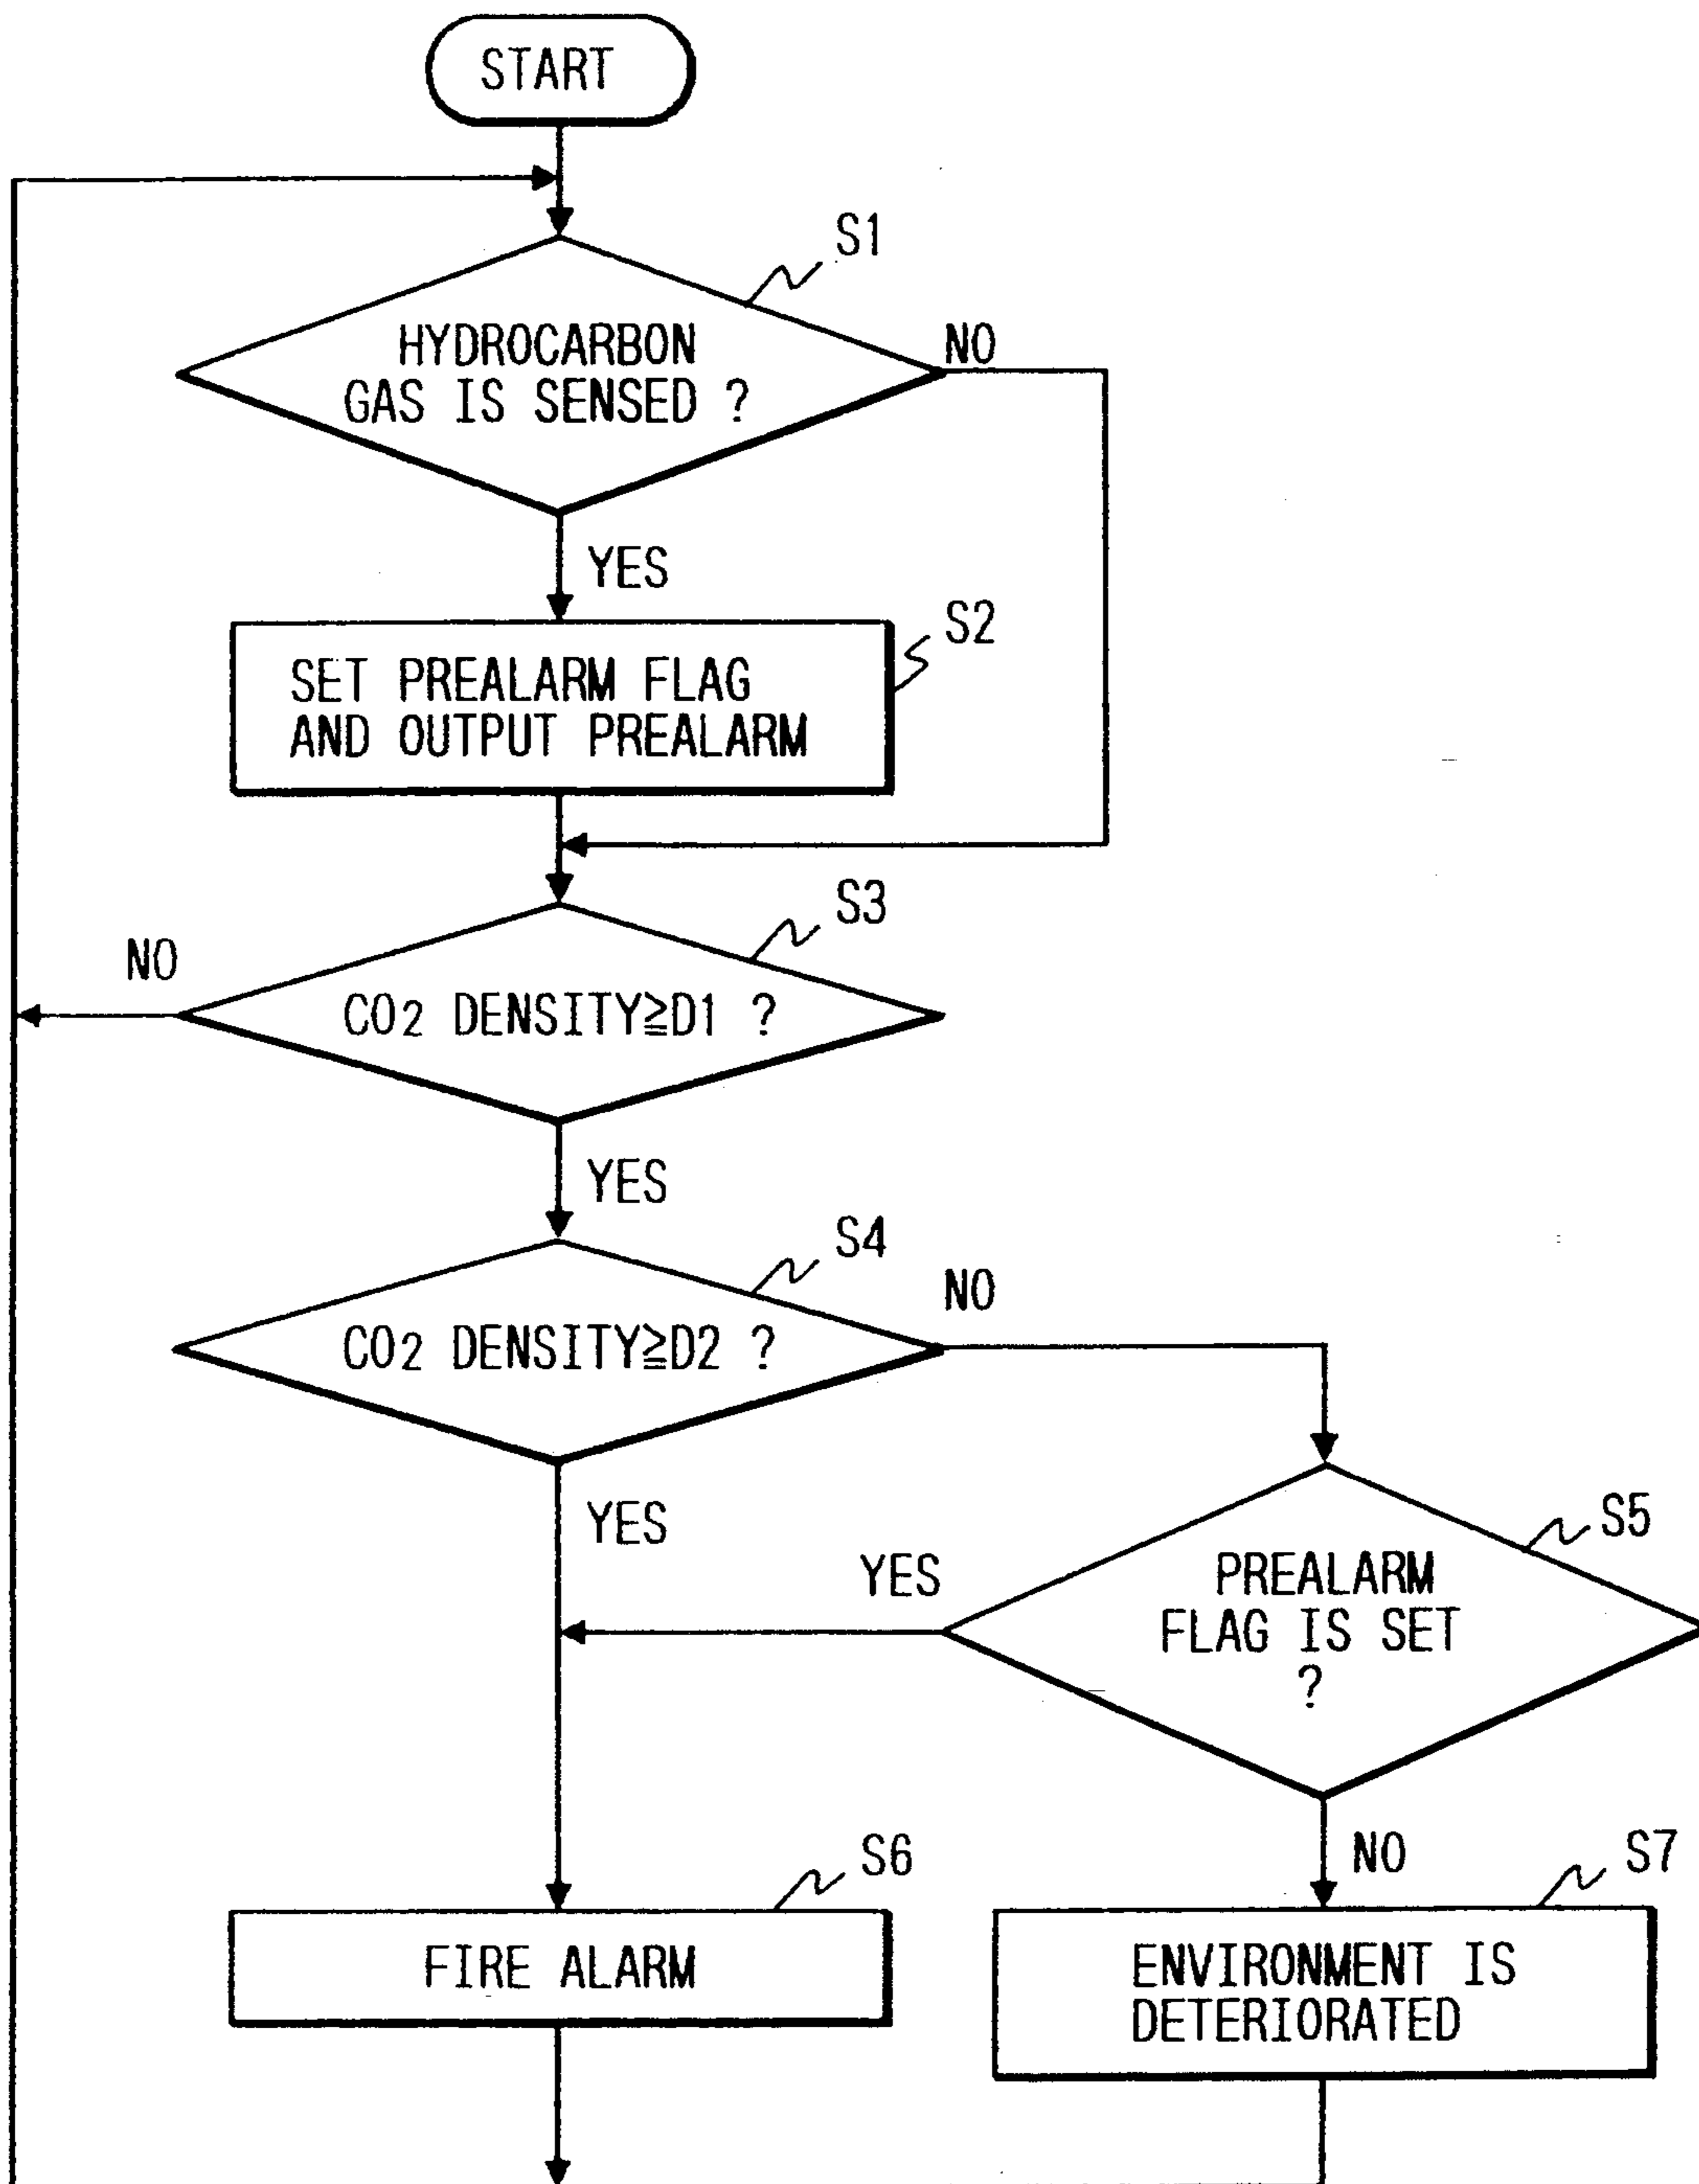 START
S1
HYDROCARBON
GAS IS SENSED ?
NO
YES
S2
SET PREALARM FLAG
AND OUTPUT PREALARM
S3
NO
CO2 DENSITY≧D1 ?
YES
S4
NO
CO2 DENSITY≧D2 ?
YES
S5
YES
PREALARM
FLAG IS SET
?
NO
S6
S7
FIRE ALARM
ENVIRONMENT IS
DETERIORATED